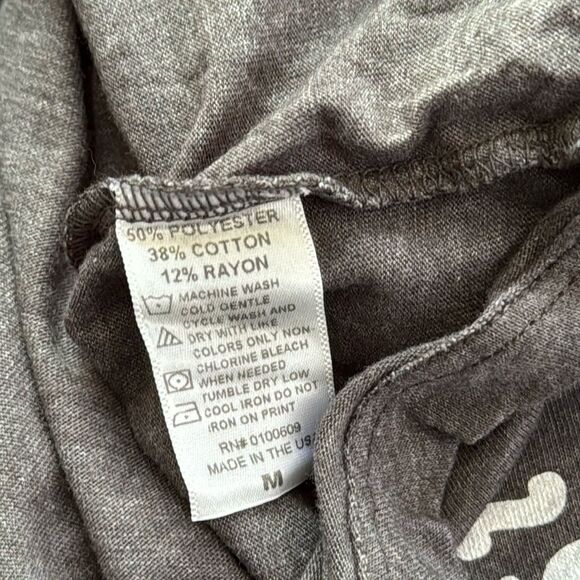 50% POLYESTER
38% COTTON
12% RAYON
MACHINE WASH
COLD GENTLE
CYCLE WASH AND
DRY WITH LIKE
COLORS ONLY NON-
CHLORINE BLEACH
WHEN NEEDED
TUMBLE DRY LOW
COOL IRON DO NOT
IRON ON PRINT
RN# 0100609
MADE IN THE USA
M